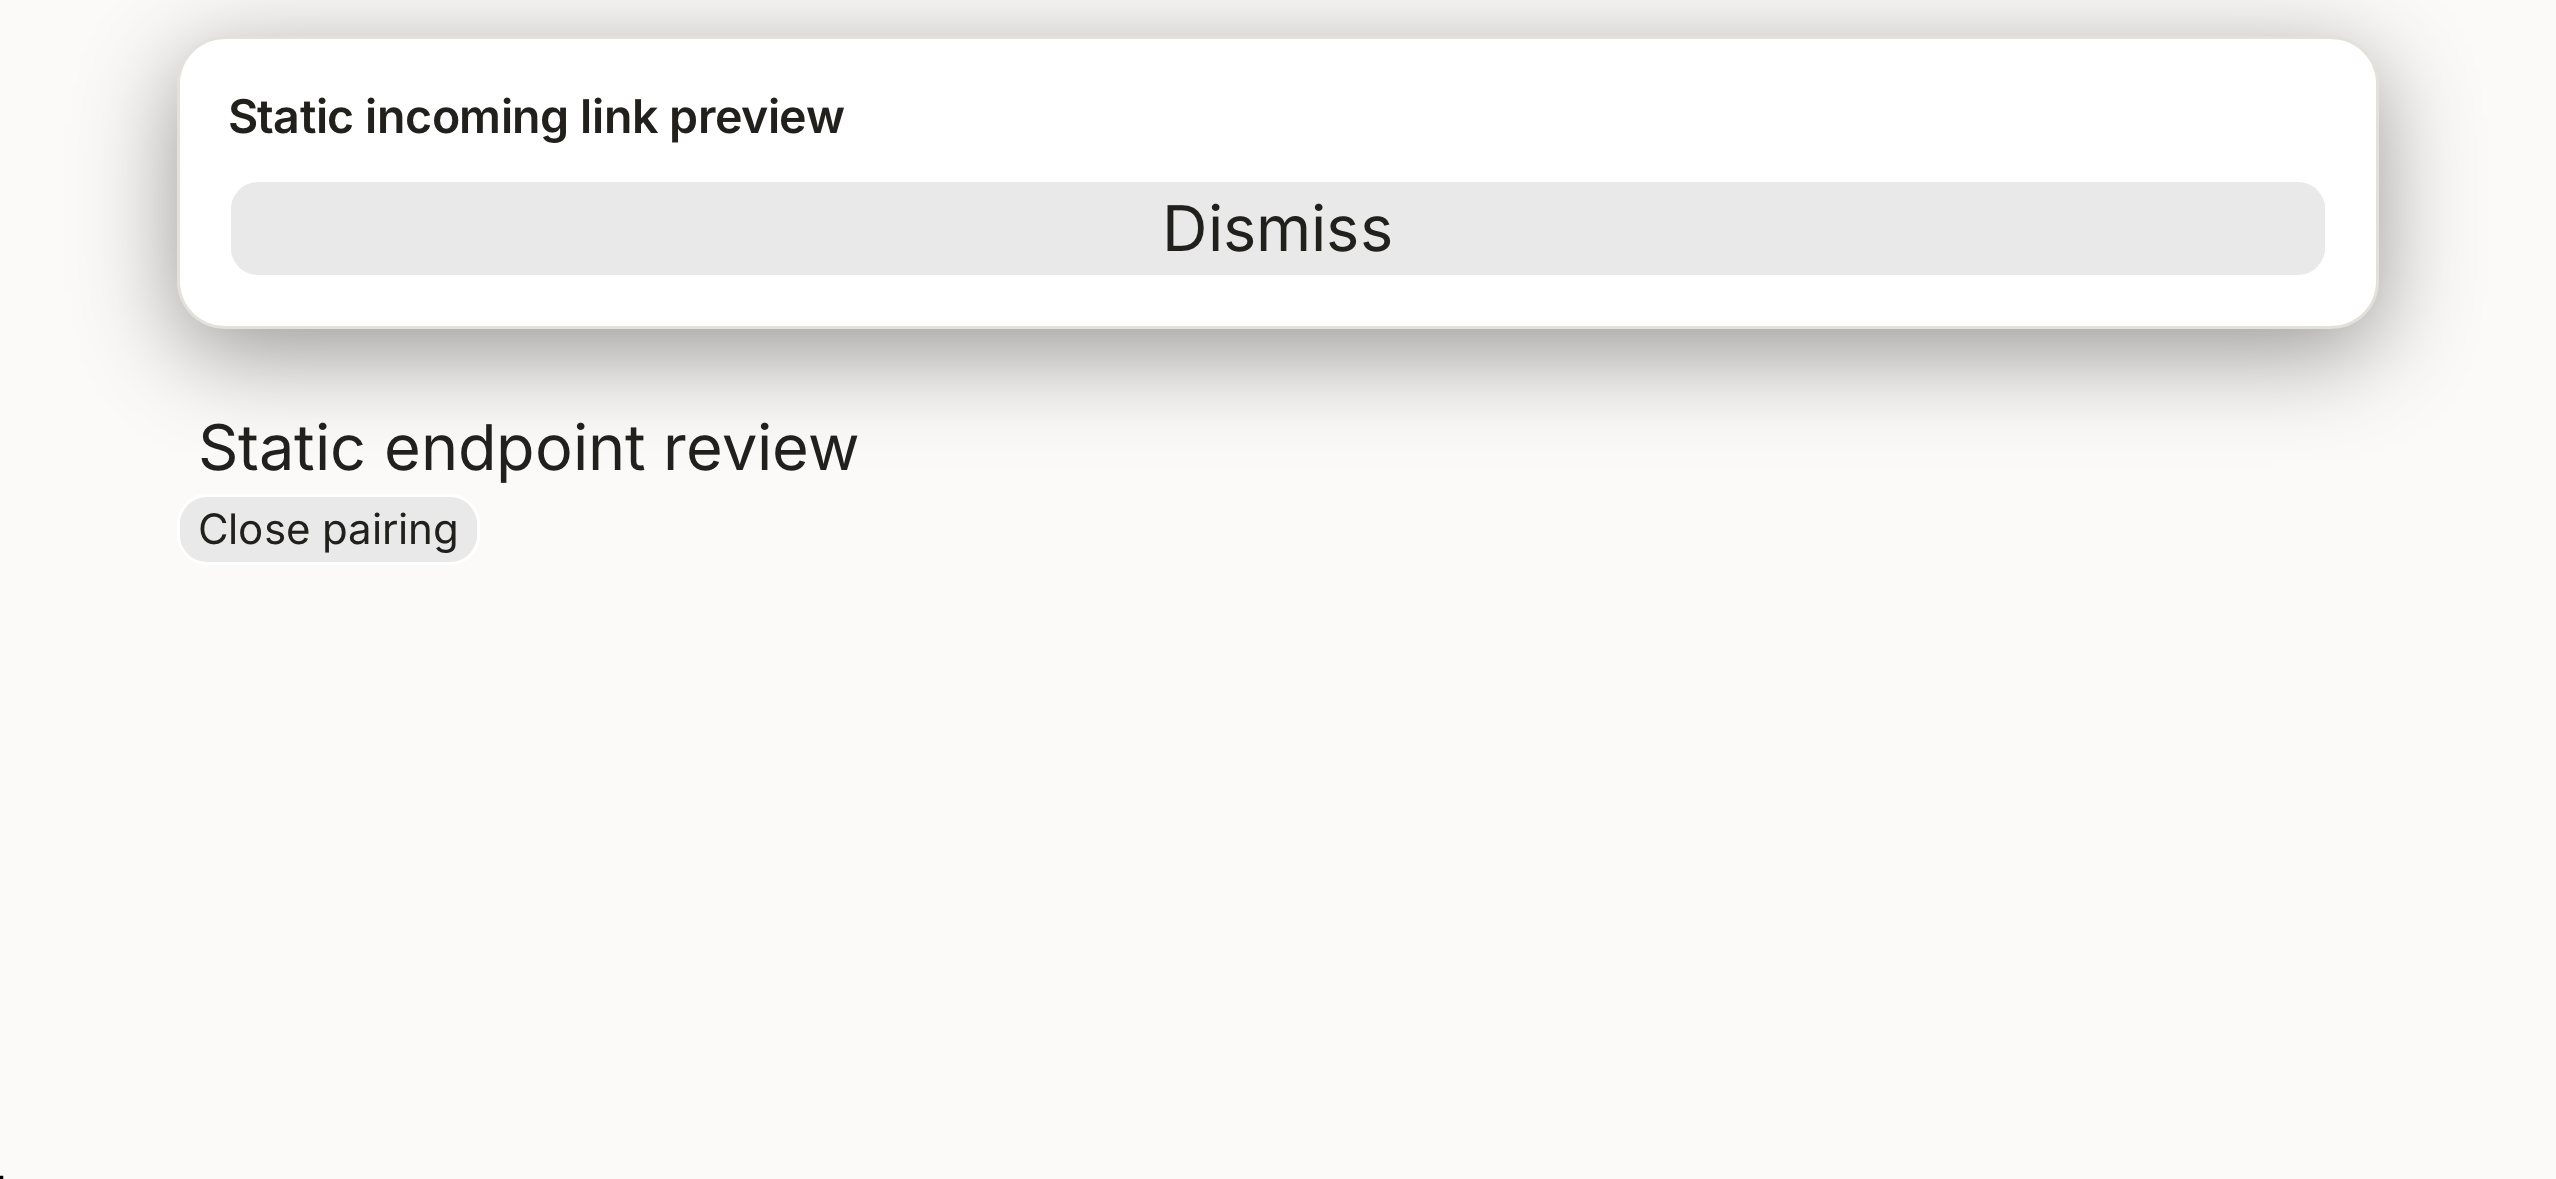 Static incoming link preview
Dismiss
Static endpoint review
Close pairing